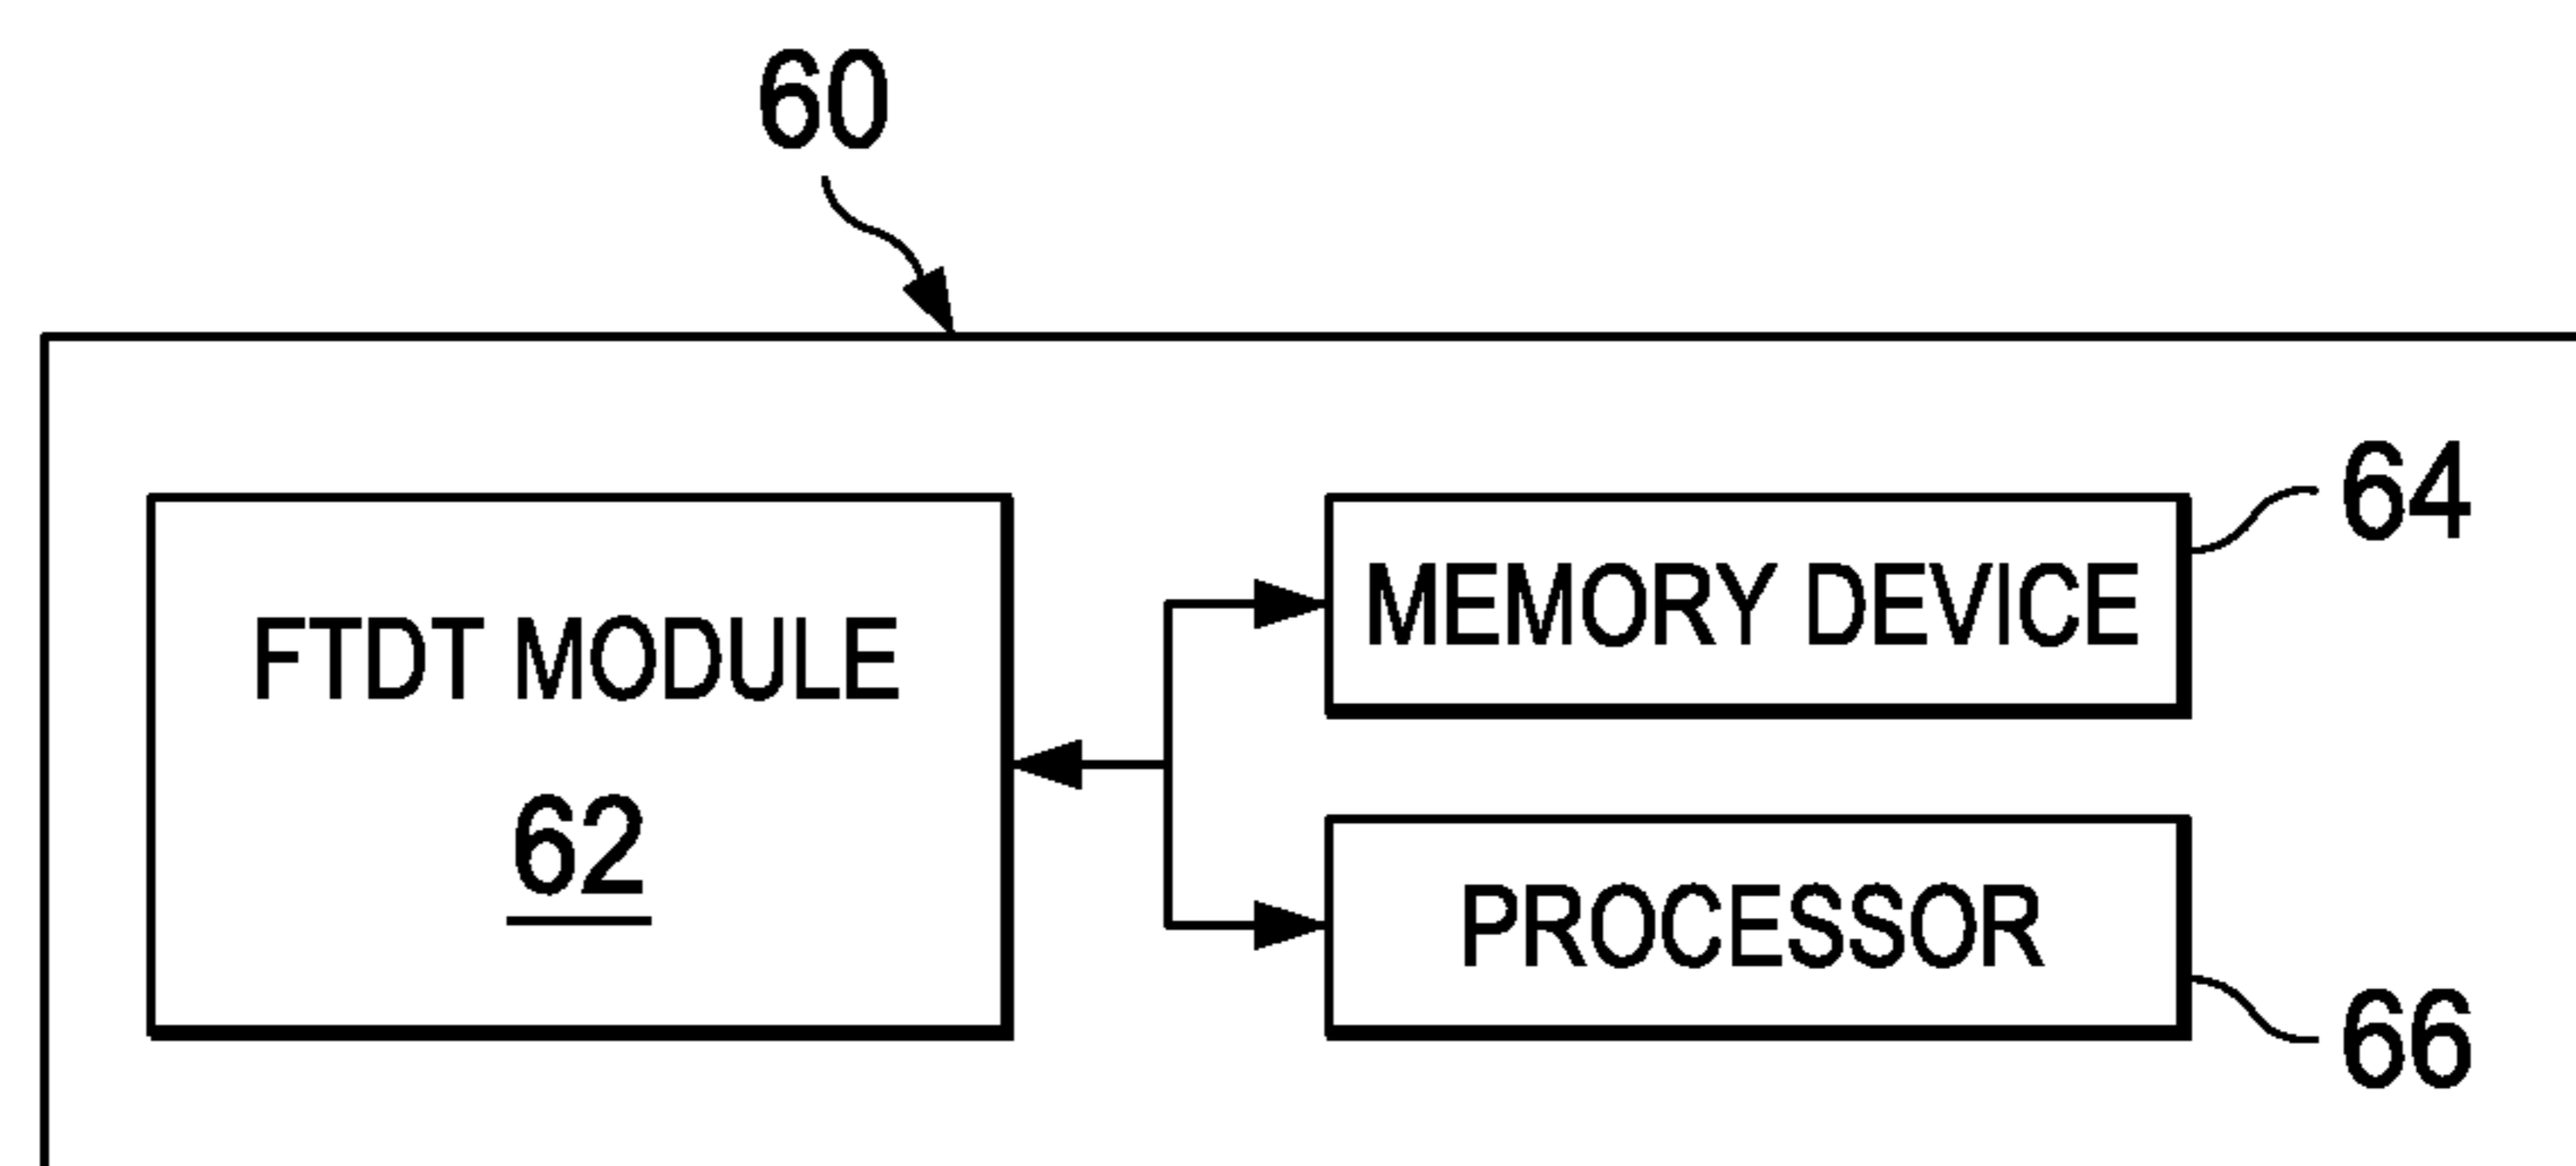 60
FTDT MODULE
62
MEMORY DEVICE
64
PROCESSOR
66